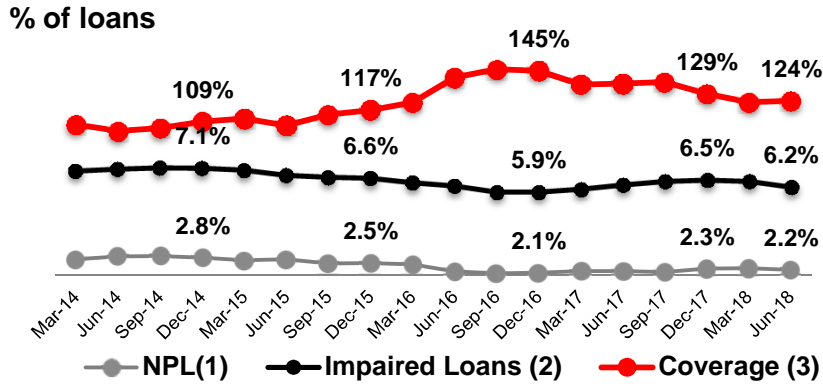 % of loans
109% 117% 145% 129% 124%
7.1% 6.6% 5.9% 6.5% 6.2%
2.8% 2.5% 2.1% 2.3% 2.2%
Mar-14 Jun-14 Sep-14 Dec-14 Mar-15 Jun-15 Sep-15 Dec-15 Mar-16 Jun-16 Sep-16 Dec-16 Mar-17 Jun-17 Sep-17 Dec-17 Mar-18 Jun-18
NPL(1) Impaired Loans (2) Coverage (3)